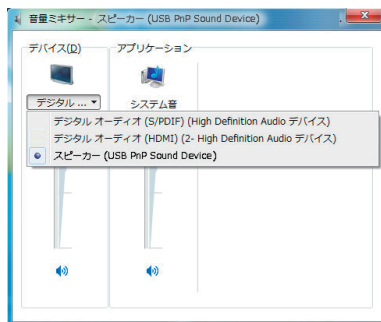 音量ミキサー - スピーカー (USB PnP Sound Device)
デバイス(D)
アプリケーション
デジタル ...
システム音
デジタル オーディオ (S/PDIF) (High Definition Audio デバイス)
デジタル オーディオ (HDMI) (2- High Definition Audio デバイス)
スピーカー (USB PnP Sound Device)